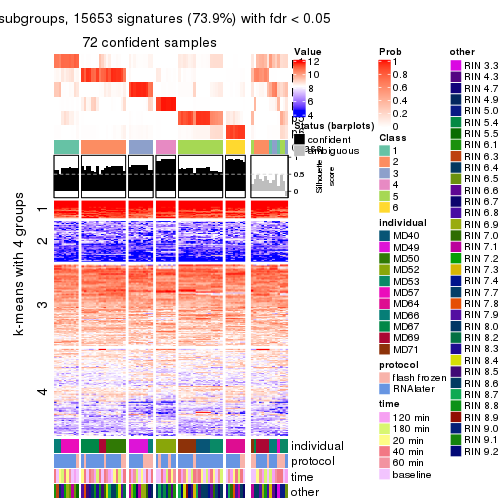 subgroups, 15653 signatures (73.9%) with fdr < 0.05
72 confident samples
k-means with 4 groups
1
2
3
4
Value
12
10
8
6
4
Status (barplots)
confident
ambiguous
1
0.5
0
Silhouette
score
individual
protocol
time
other
Prob
1
0.8
0.6
0.4
0.2
0
Class
1
2
3
4
5
6
individual
MD40
MD49
MD50
MD52
MD53
MD57
MD64
MD66
MD67
MD69
MD71
protocol
flash frozen
RNAlater
time
120 min
180 min
20 min
40 min
60 min
baseline
other
RIN 3.3
RIN 4.3
RIN 4.7
RIN 4.9
RIN 5.0
RIN 5.4
RIN 5.5
RIN 6.1
RIN 6.3
RIN 6.4
RIN 6.5
RIN 6.6
RIN 6.7
RIN 6.8
RIN 6.9
RIN 7.0
RIN 7.1
RIN 7.2
RIN 7.3
RIN 7.4
RIN 7.7
RIN 7.8
RIN 7.9
RIN 8.0
RIN 8.2
RIN 8.3
RIN 8.4
RIN 8.5
RIN 8.6
RIN 8.7
RIN 8.8
RIN 8.9
RIN 9.0
RIN 9.1
RIN 9.2